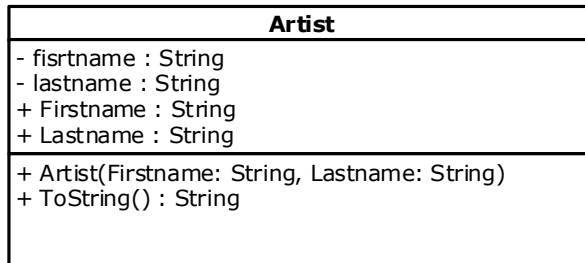 Artist
- fisrtname : String
- lastname : String
+ Firstname : String
+ Lastname : String
+ Artist(Firstname: String, Lastname: String)
+ ToString() : String